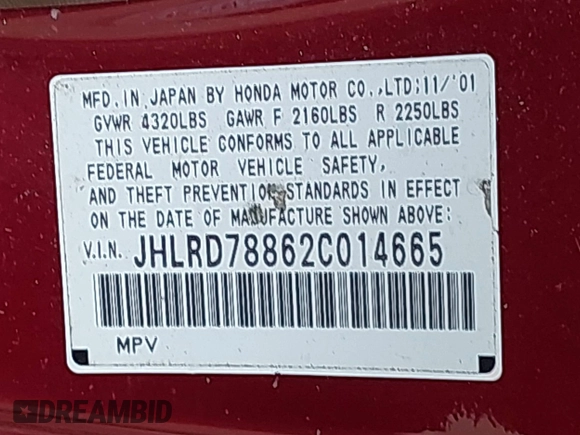 MFD. IN JAPAN BY HONDA MOTOR CO.,LTD:11/'01
GVWR 4320LBS GAWR F 2160LBS R 2250LBS
THIS VEHICLE CONFORMS TO ALL APPLICABLE
FEDERAL MOTOR VEHICLE SAFETY,
AND THEFT PREVENTION STANDARDS IN EFFECT
ON THE DATE OF MANUFACTURE SHOWN ABOVE:
V.I.N. JHLRD78862C014665
MPV
DREAMBID